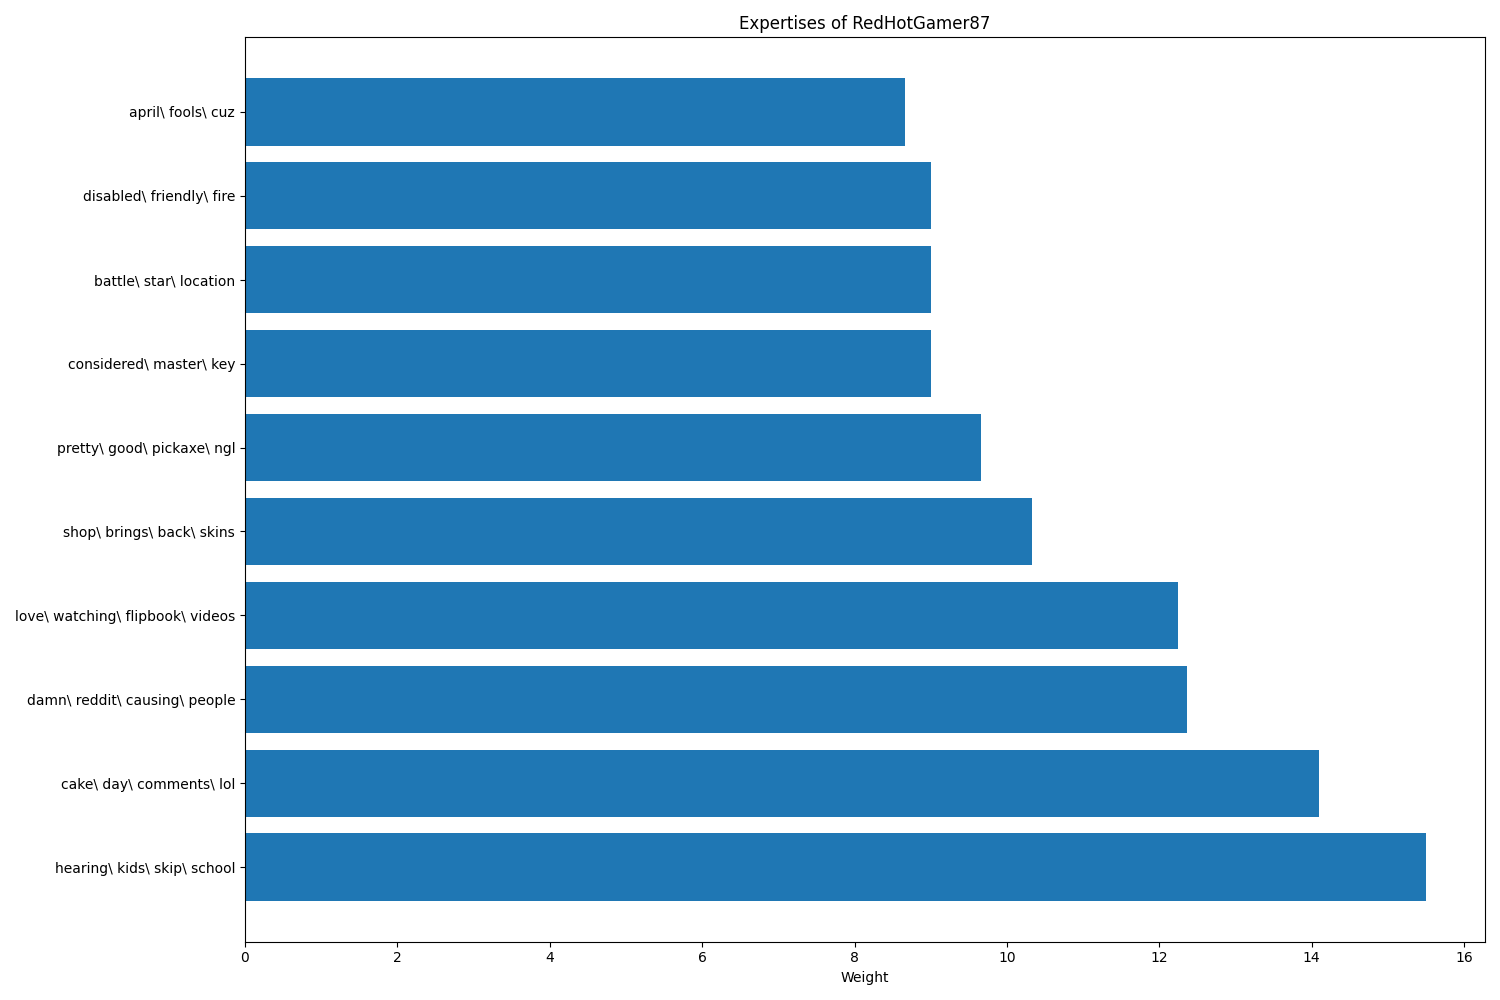 Expertises of RedHotGamer87
april\ fools\ cuz
disabled\ friendly\ fire
battle\ star\ location
considered\ master\ key
pretty\ good\ pickaxe\ ngl
shop\ brings\ back\ skins
love\ watching\ flipbook\ videos
damn\ reddit\ causing\ people
cake\ day\ comments\ lol
hearing\ kids\ skip\ school
0 2 4 6 8 10 12 14 16
Weight